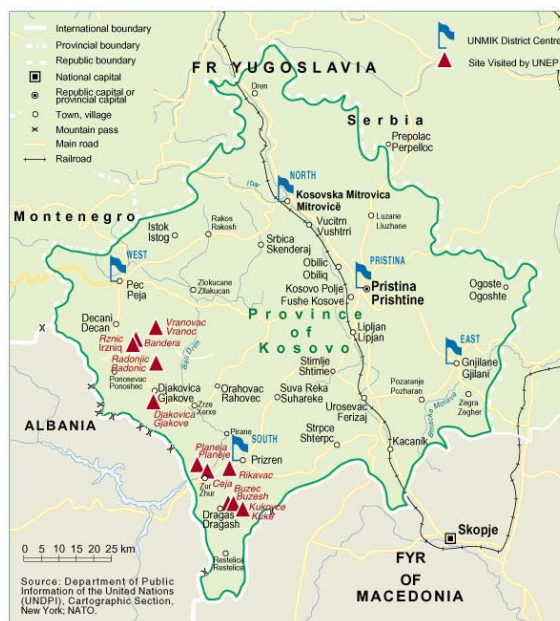 International boundary
Provincial boundary
Republic boundary
National capital
Republic capital or
provincial capital
Town, village
Mountain pass
Main road
Railroad
UNMIK District Centre
Site Visited by UNEP
FR YUGOSLAVIA
Dren
Serbia
Prepolac
Perpelloc
NORTH
Ibar
Kosovska Mitrovica
Mitrovicë
Montenegro
Rakos
Rakosh
Luzane
Lluzhane
Vucitrn
Vushtrri
Istok
Istog
Srbica
Skenderaj
WEST
Obilic
Obiliq
PRISTINA
Pec
Peja
Zlokucane
Zllakucan
Kosovo Polje
Fushe Kosove
Pristina
Prishtine
Ogoste
Ogoshte
Province
of
Kosovo
Decani
Decan
Vranovac
Vranoc
Rznic
Irzniq
Bandera
Lipljan
Lipjan
EAST
Radonjic
Radonic
Beli Drim
Stimlje
Shtime
Gnjilane
Gjilani
Ponosevac
Ponoshec
Djakovica
Gjakove
Orahovac
Rahovec
Suva Reka
Suhareke
Pozaranje
Pozharan
Zegra
Zegher
Binacka Morava
Zrze
Xerxe
Urosevac
Ferizaj
Djakovica
Gjakove
ALBANIA
Pirane
SOUTH
Strpce
Shterpc
Kacanik
Planeja
Planeje
Prizren
Rikavac
Zur
Zhur
Ceja
Buzec
Buzesh
Kukovce
Kuke
Dragas
Dragash
Skopje
Restelica
Restelice
FYR
OF
MACEDONIA
0 5 10 15 20 25 km
Source: Department of Public
Information of the United Nations
(UNDPI), Cartographic Section,
New York; NATO.